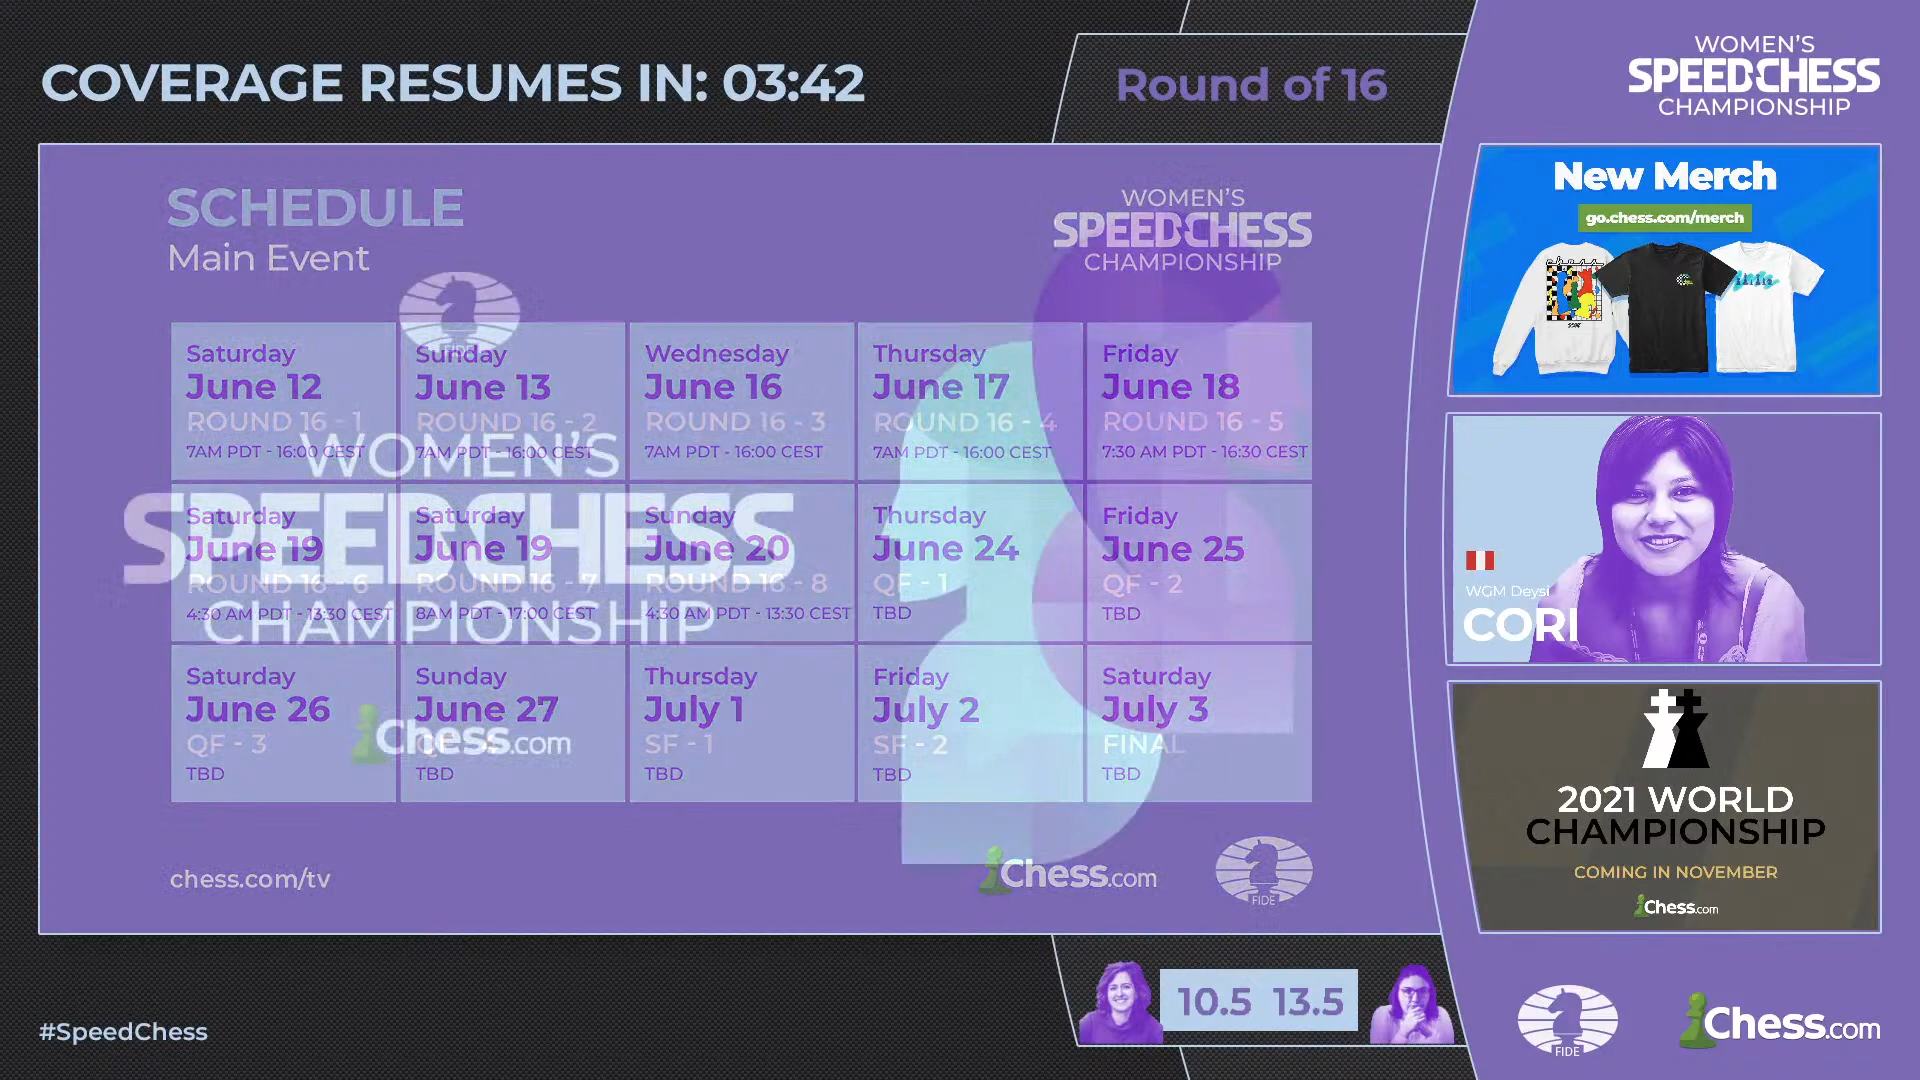 COVERAGE RESUMES IN: 03:42
Round of 16
WOMEN'S
SPEEDCHESS
CHAMPIONSHIP
SCHEDULE
Main Event
WOMEN'S
SPEEDCHESS
CHAMPIONSHIP
FIDE
Saturday
June 12
ROUND 16 - 1
7AM PDT - 16:00 CEST
Sunday
June 13
ROUND 16 - 2
7AM PDT - 16:00 CEST
Wednesday
June 16
ROUND 16 - 3
7AM PDT - 16:00 CEST
Thursday
June 17
ROUND 16 - 4
7AM PDT - 16:00 CEST
Friday
June 18
ROUND 16 - 5
7:30 AM PDT - 16:30 CEST
WOMEN'S
SPEEDCHESS
CHAMPIONSHIP
Saturday
June 19
ROUND 16 - 6
4:30 AM PDT - 13:30 CEST
Saturday
June 19
ROUND 16 - 7
8AM PDT - 17:00 CEST
Sunday
June 20
ROUND 16 - 8
4:30 AM PDT - 13:30 CEST
Thursday
June 24
QF - 1
TBD
Friday
June 25
QF - 2
TBD
Saturday
June 26
QF - 3
TBD
Sunday
June 27
TBD
Chess.com
Thursday
July 1
SF - 1
TBD
Friday
July 2
SF - 2
TBD
Saturday
July 3
FINAL
TBD
chess.com/tv
Chess.com
FIDE
New Merch
go.chess.com/merch
chess
WGM Deysi
CORI
2021 WORLD
CHAMPIONSHIP
COMING IN NOVEMBER
Chess.com
#SpeedChess
10.5 13.5
FIDE
Chess.com